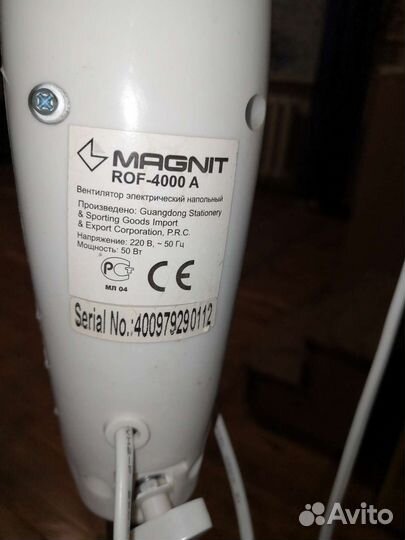 MAGNIT
ROF-4000 A
Вентилятор электрический напольный
Произведено: Guangdong Stationery
& Sporting Goods Import
& Export Corporation, P.R.C.
Напряжение: 220 В, ~ 50 Гц
Мощность: 50 Вт
РСТ CE
МЛ 04
Serial No.:400979290112
Avito